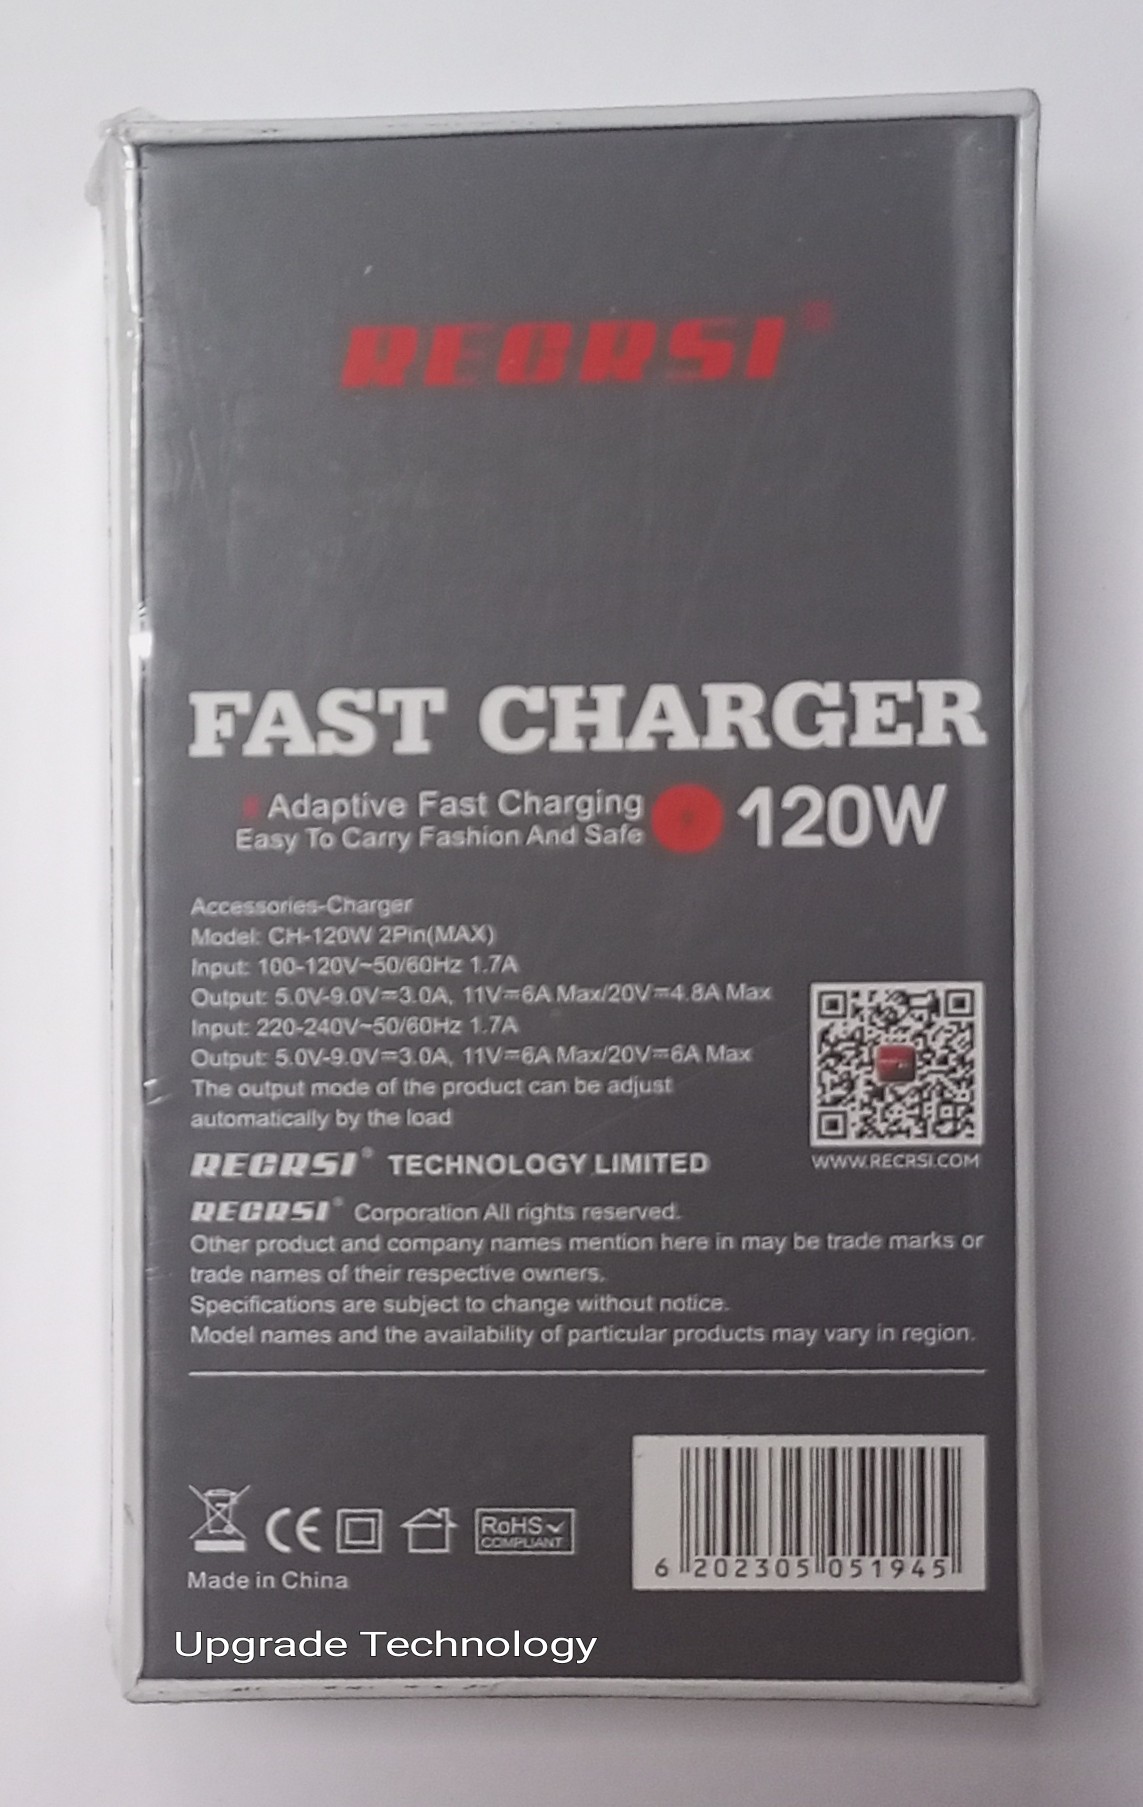 RECRSI®
FAST CHARGER
Adaptive Fast Charging
Easy To Carry Fashion And Safe
120W
Accessories-Charger
Model: CH-120W 2Pin(MAX)
Input: 100-120V~50/60Hz 1.7A
Output: 5.0V-9.0V⎓3.0A, 11V⎓6A Max/20V⎓4.8A Max
Input: 220-240V~50/60Hz 1.7A
Output: 5.0V-9.0V⎓3.0A, 11V⎓6A Max/20V⎓6A Max
The output mode of the product can be adjust
automatically by the load
WWW.RECRSI.COM
RECRSI® TECHNOLOGY LIMITED
RECRSI® Corporation All rights reserved.
Other product and company names mention here in may be trade marks or
trade names of their respective owners.
Specifications are subject to change without notice.
Model names and the availability of particular products may vary in region.
CE
RoHS
COMPLIANT
Made in China
6 202305 051945
Upgrade Technology